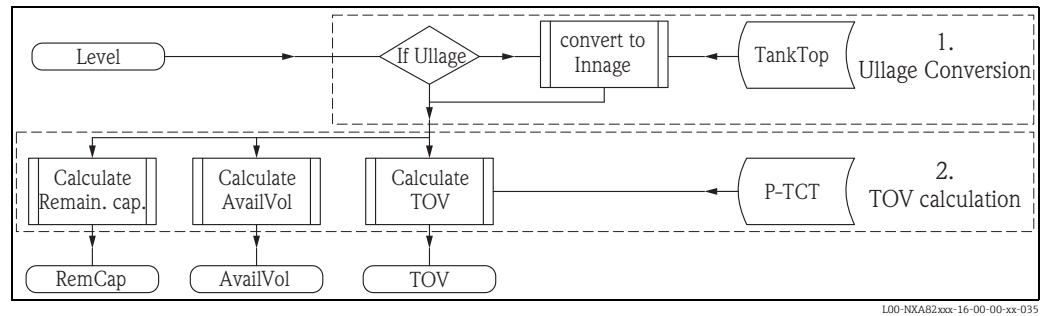 Level
If Ullage
convert to
Innage
TankTop
1.
Ullage Conversion
Calculate
Remain. cap.
Calculate
AvailVol
Calculate
TOV
P-TCT
2.
TOV calculation
RemCap
AvailVol
TOV
L00-NXA82xxx-16-00-00-xx-035